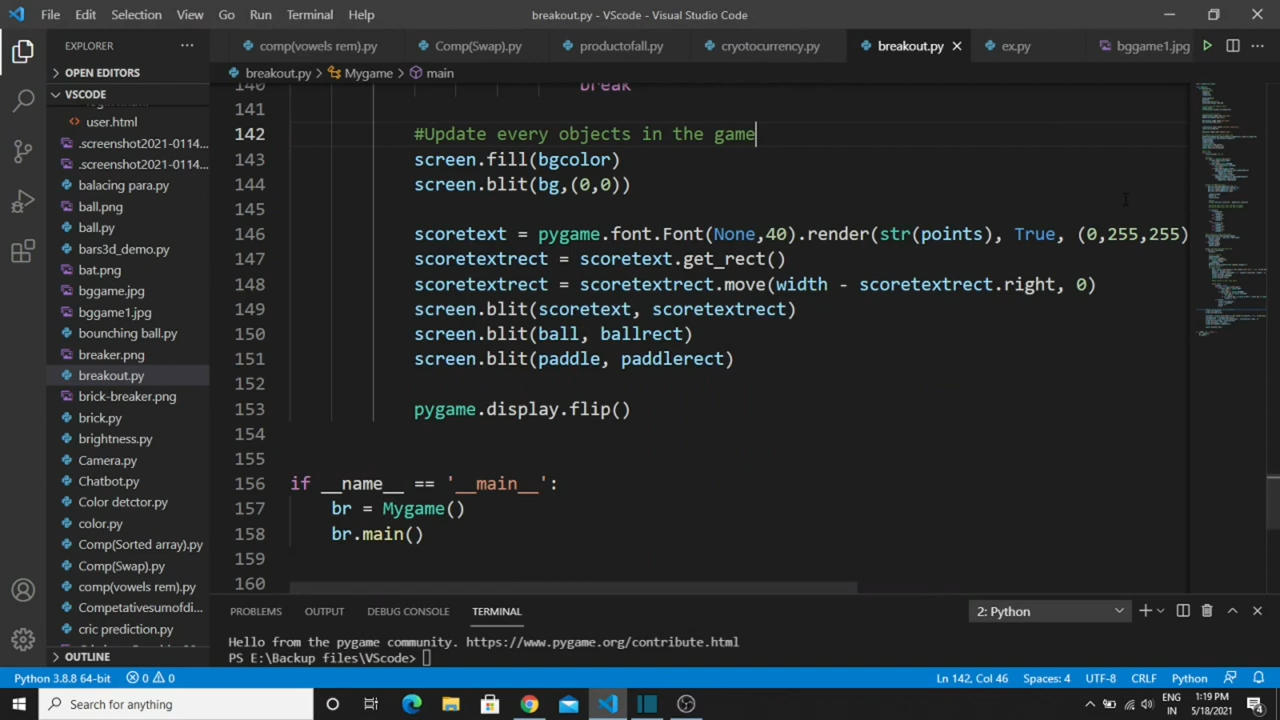 File Edit Selection View Go Run Terminal Help breakout.py - VScode - Visual Studio Code
EXPLORER ··· comp(vowels rem).py Comp(Swap).py productofall.py cryotocurrency.py breakout.py ex.py bggame1.jpg
OPEN EDITORS
breakout.py > Mygame > main
VSCODE
user.html
.screenshot2021-0114...
.screenshot2021-0114...
balacing para.py
ball.png
ball.py
bars3d_demo.py
bat.png
bggame.jpg
bggame1.jpg
bounching ball.py
breaker.png
breakout.py
brick-breaker.png
brick.py
brightness.py
Camera.py
Chatbot.py
Color detctor.py
color.py
Comp(Sorted array).py
Comp(Swap).py
comp(vowels rem).py
Competativesumofdi...
cric prediction.py
OUTLINE
140 break
141
142 #Update every objects in the game
143 screen.fill(bgcolor)
144 screen.blit(bg,(0,0))
145
146 scoretext = pygame.font.Font(None,40).render(str(points), True, (0,255,255)
147 scoretextrect = scoretext.get_rect()
148 scoretextrect = scoretextrect.move(width - scoretextrect.right, 0)
149 screen.blit(scoretext, scoretextrect)
150 screen.blit(ball, ballrect)
151 screen.blit(paddle, paddlerect)
152
153 pygame.display.flip()
154
155
156 if __name__ == '__main__':
157 br = Mygame()
158 br.main()
159
160
PROBLEMS OUTPUT DEBUG CONSOLE TERMINAL 2: Python
Hello from the pygame community. https://www.pygame.org/contribute.html
PS E:\Backup files\VScode>
Python 3.8.8 64-bit 0 0 Ln 142, Col 46 Spaces: 4 UTF-8 CRLF Python
Type here to search
ENG
IN
1:19 PM
5/18/2021
4